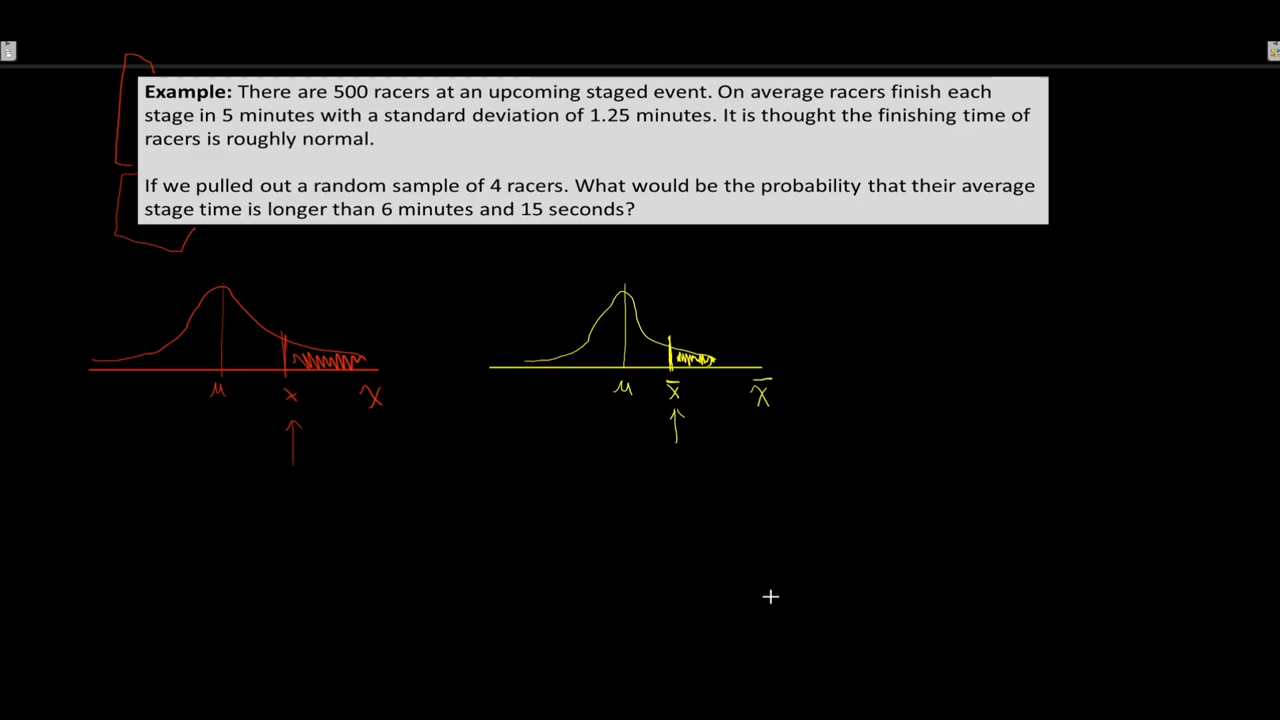 Example: There are 500 racers at an upcoming staged event. On average racers finish each
stage in 5 minutes with a standard deviation of 1.25 minutes. It is thought the finishing time of
racers is roughly normal.
If we pulled out a random sample of 4 racers. What would be the probability that their average
stage time is longer than 6 minutes and 15 seconds?
μ x x
μ x̄ x̄